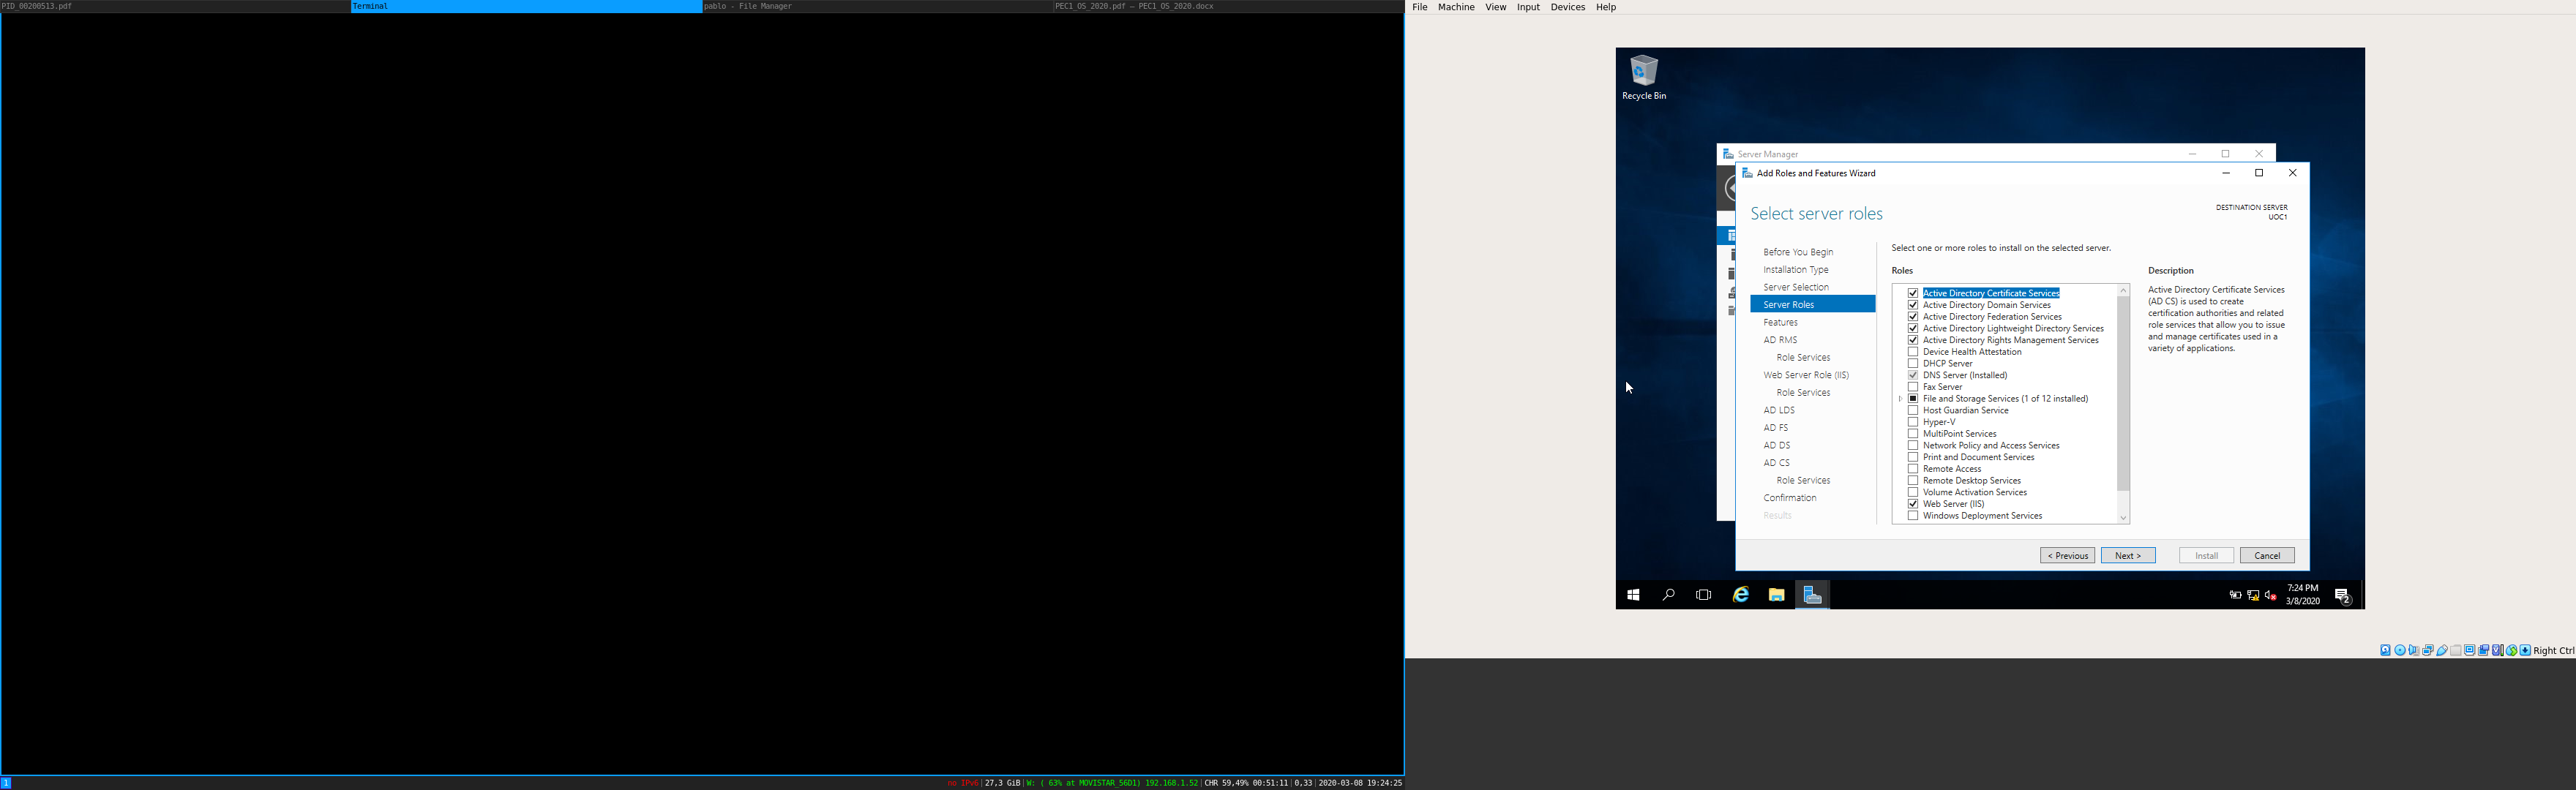 PID_00200513.pdf
Terminal
pablo - File Manager
PEC1_OS_2020.pdf — PEC1_OS_2020.docx
File Machine View Input Devices Help
Recycle Bin
Server Manager
Add Roles and Features Wizard
Select server roles
DESTINATION SERVER
UOC1
Before You Begin
Installation Type
Server Selection
Server Roles
Features
AD RMS
Role Services
Web Server Role (IIS)
Role Services
AD LDS
AD FS
AD DS
AD CS
Role Services
Confirmation
Results
Select one or more roles to install on the selected server.
Roles
Active Directory Certificate Services
Active Directory Domain Services
Active Directory Federation Services
Active Directory Lightweight Directory Services
Active Directory Rights Management Services
Device Health Attestation
DHCP Server
DNS Server (Installed)
Fax Server
File and Storage Services (1 of 12 installed)
Host Guardian Service
Hyper-V
MultiPoint Services
Network Policy and Access Services
Print and Document Services
Remote Access
Remote Desktop Services
Volume Activation Services
Web Server (IIS)
Windows Deployment Services
Description
Active Directory Certificate Services
(AD CS) is used to create
certification authorities and related
role services that allow you to issue
and manage certificates used in a
variety of applications.
< Previous
Next >
Install
Cancel
7:24 PM
3/8/2020
2
Right Ctrl
1
no IPv6|27,3 GiB|W: ( 63% at MOVISTAR_56D1) 192.168.1.52|CHR 59,49% 00:51:11|0,33|2020-03-08 19:24:25